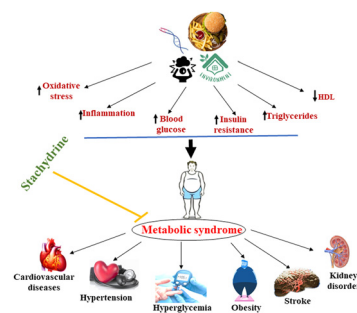 ENVIRONMENT
Oxidative
stress
Inflammation
Blood
glucose
Insulin
resistance
Triglycerides
HDL
Stachydrine
Metabolic syndrome
Cardiovascular
diseases
Hypertension
Hyperglycemia
Obesity
Stroke
Kidney
disorde